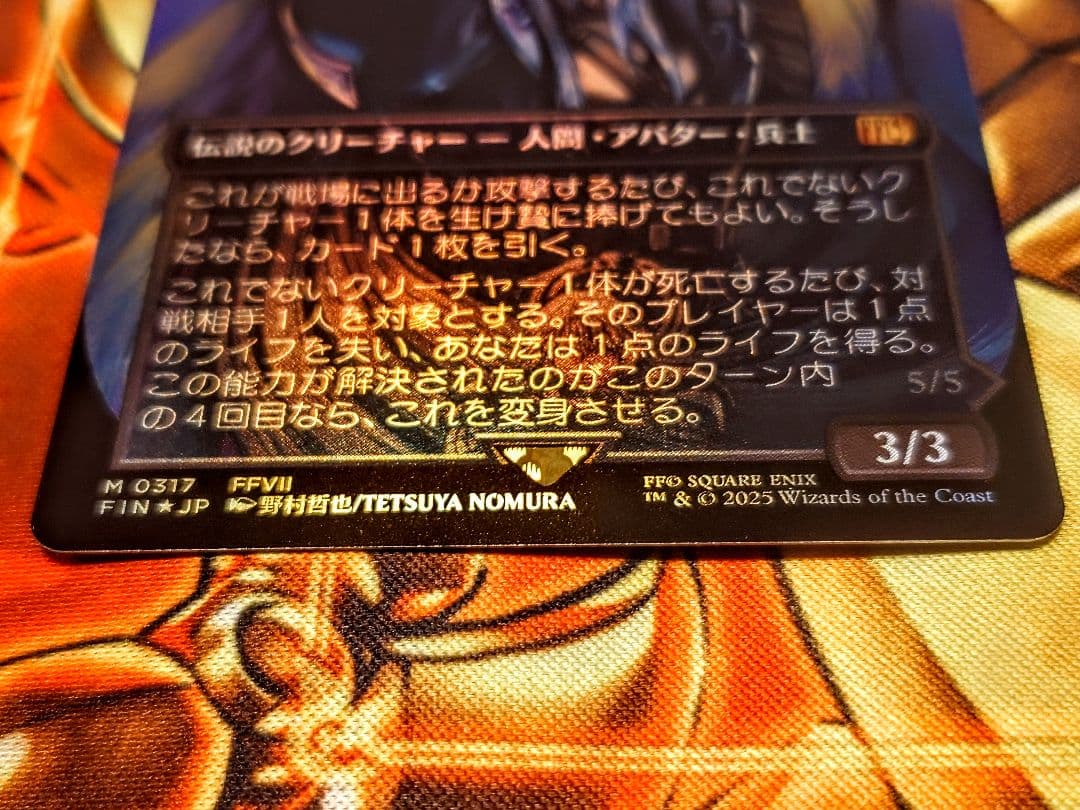 伝説のクリーチャー — 人間・アバター・兵士
これが戦場に出るか攻撃するたび、これでないク
リーチャー１体を生け贄に捧げてもよい。そうし
たなら、カード１枚を引く。
これでないクリーチャー１体が死亡するたび、対
戦相手１人を対象とする。そのプレイヤーは１点
のライフを失い、あなたは１点のライフを得る。
この能力が解決されたのがこのターン内
の４回目なら、これを変身させる。
5/5
3/3
M 0317 FFVII
FIN★JP 野村哲也/TETSUYA NOMURA
FF© SQUARE ENIX
™ & © 2025 Wizards of the Coast